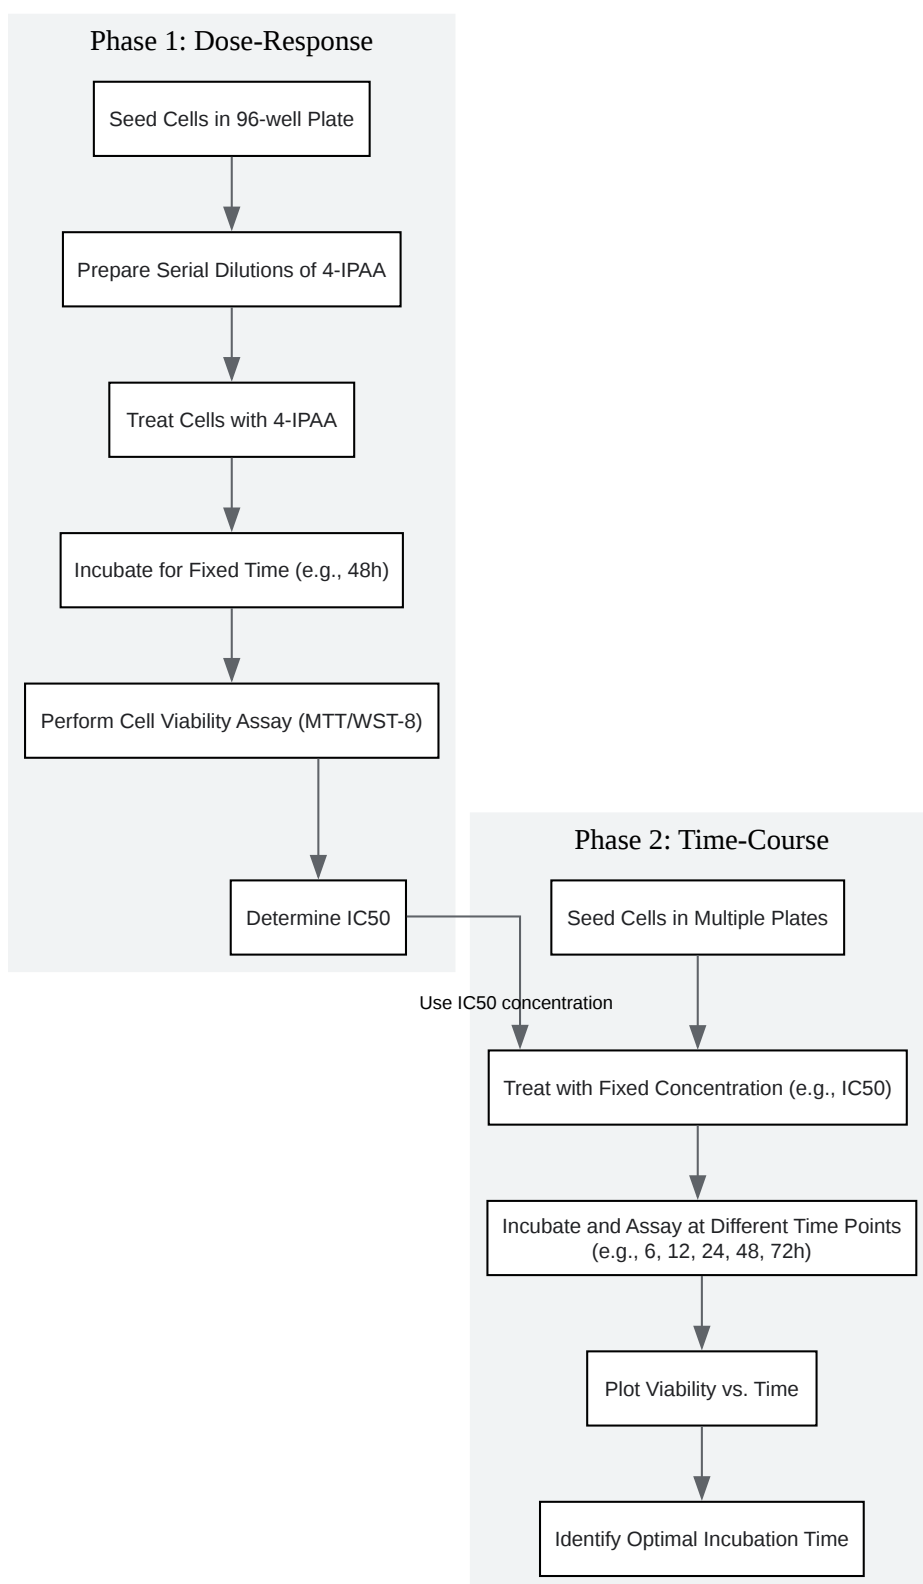 Phase 1: Dose-Response
Seed Cells in 96-well Plate
Prepare Serial Dilutions of 4-IPAA
Treat Cells with 4-IPAA
Incubate for Fixed Time (e.g., 48h)
Perform Cell Viability Assay (MTT/WST-8)
Determine IC50
Phase 2: Time-Course
Seed Cells in Multiple Plates
Use IC50 concentration
Treat with Fixed Concentration (e.g., IC50)
Incubate and Assay at Different Time Points
(e.g., 6, 12, 24, 48, 72h)
Plot Viability vs. Time
Identify Optimal Incubation Time